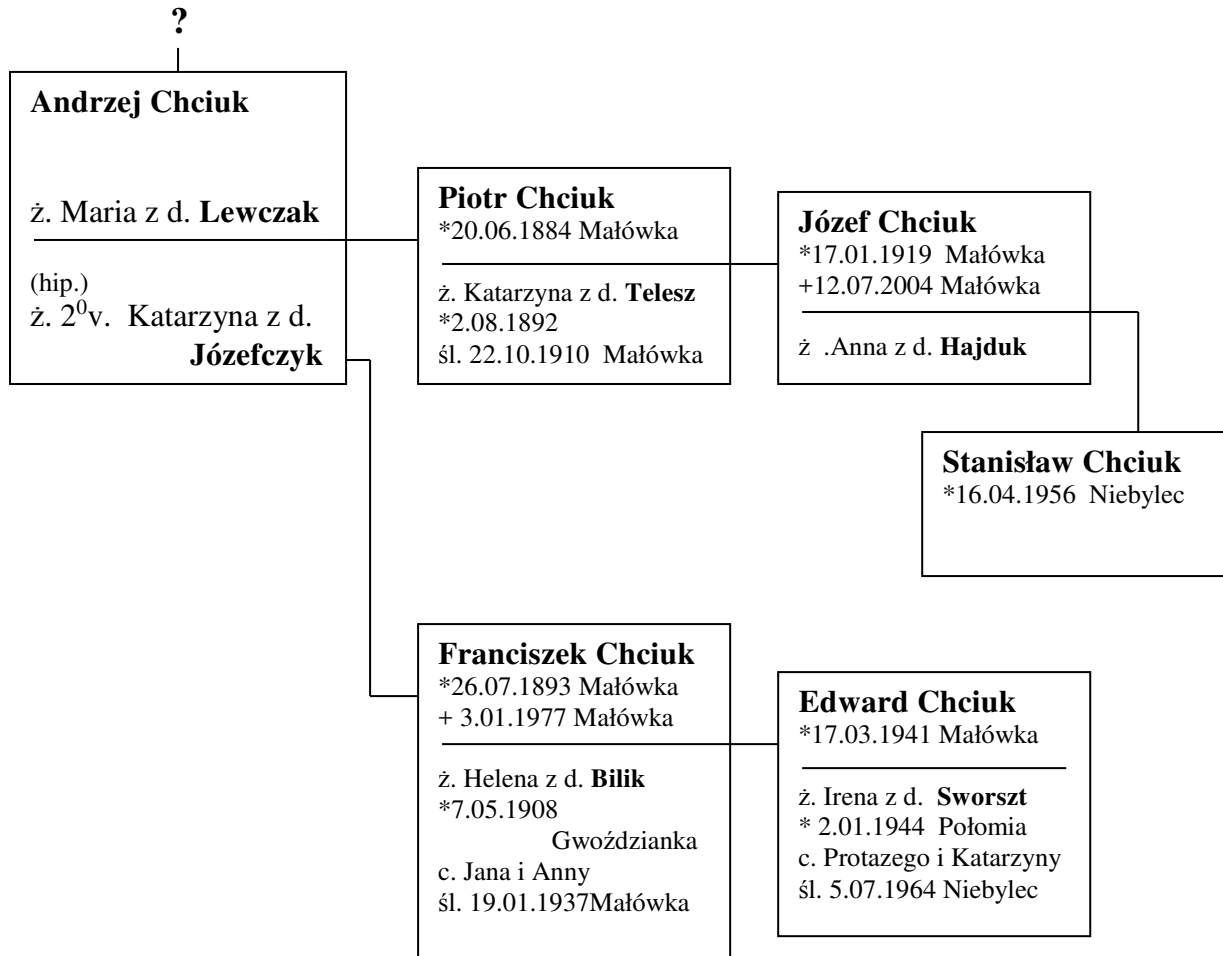 ?
Andrzej Chciuk
ż. Maria z d. Lewczak
(hip.)
ż. 2⁰v. Katarzyna z d.
Józefczyk
Piotr Chciuk
*20.06.1884 Małówka
ż. Katarzyna z d. Telesz
*2.08.1892
śl. 22.10.1910 Małówka
Józef Chciuk
*17.01.1919 Małówka
+12.07.2004 Małówka
ż .Anna z d. Hajduk
Stanisław Chciuk
*16.04.1956 Niebylec
Franciszek Chciuk
*26.07.1893 Małówka
+ 3.01.1977 Małówka
ż. Helena z d. Bilik
*7.05.1908
Gwoździanka
c. Jana i Anny
śl. 19.01.1937Małówka
Edward Chciuk
*17.03.1941 Małówka
ż. Irena z d. Sworszt
* 2.01.1944 Połomia
c. Protazego i Katarzyny
śl. 5.07.1964 Niebylec